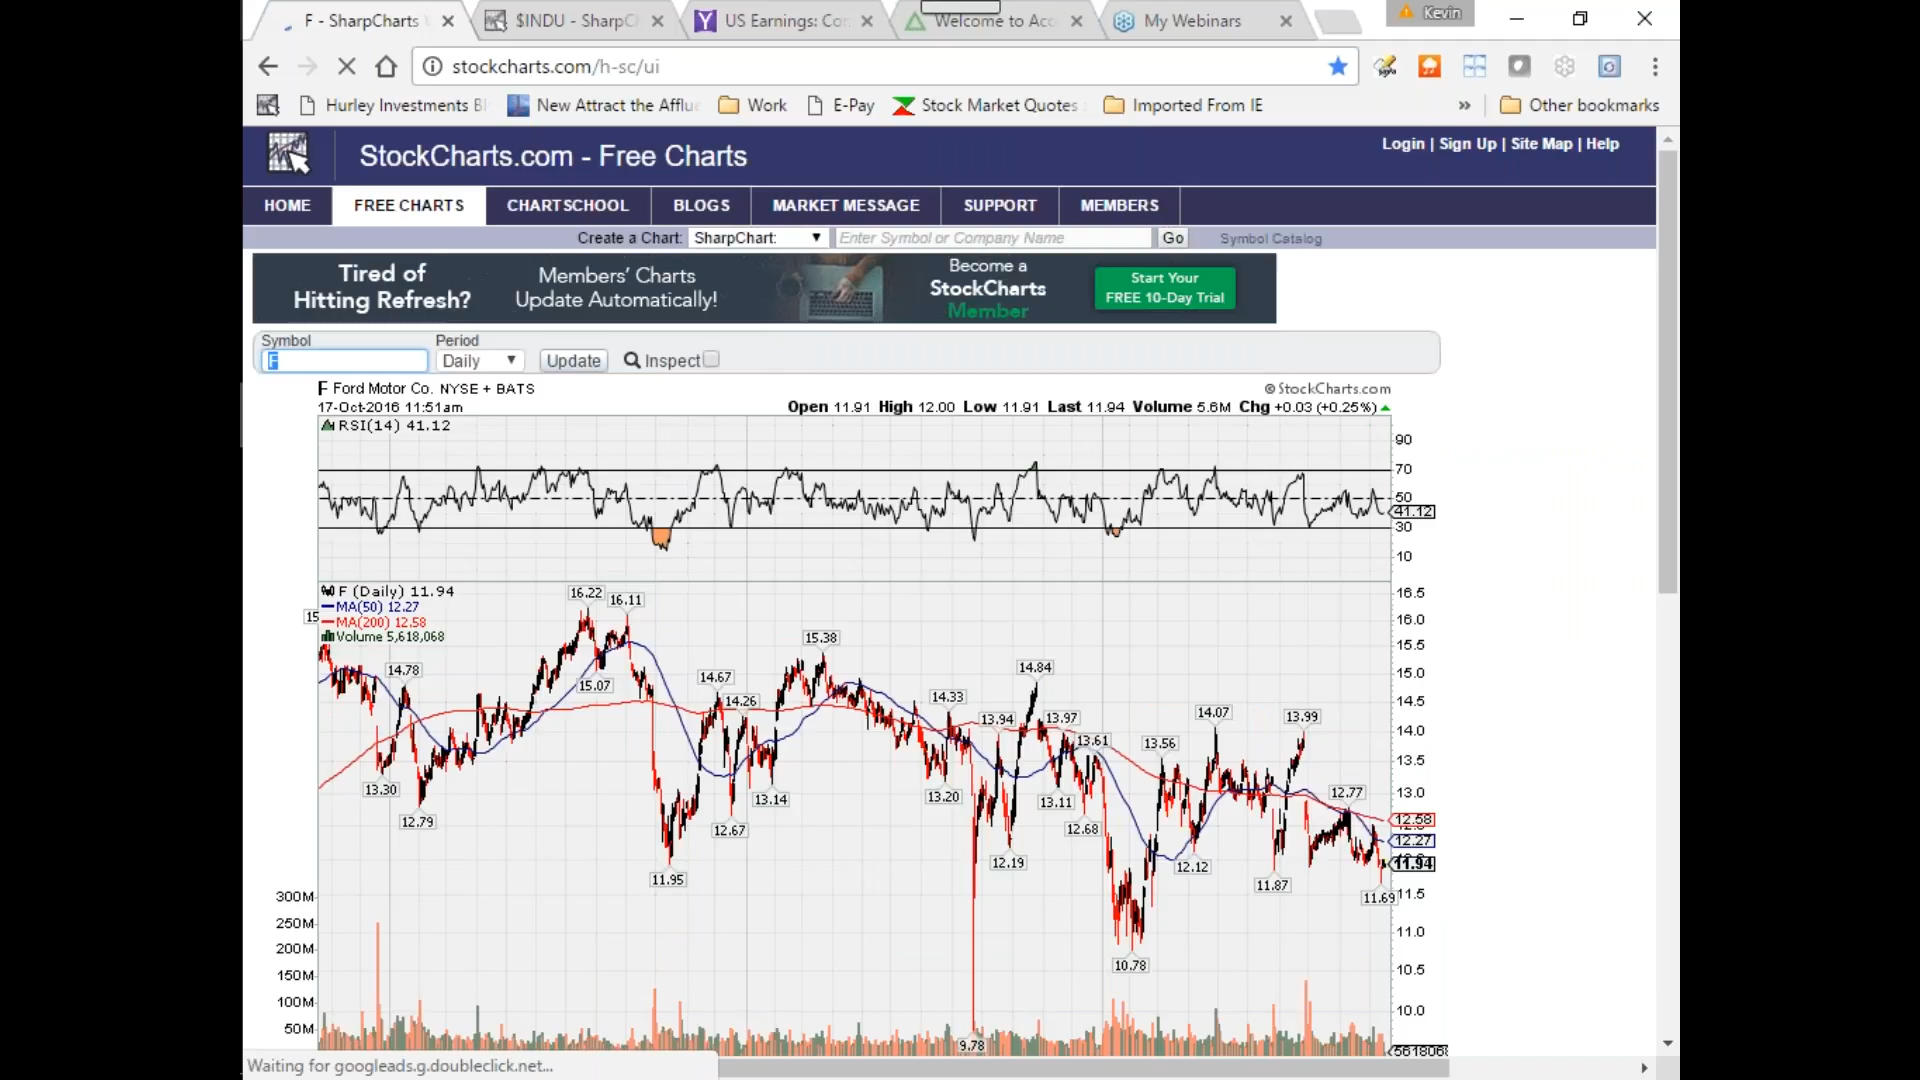 F - SharpCharts
$INDU - SharpC
US Earnings: Co
Welcome to Acc
My Webinars
Kevin
stockcharts.com/h-sc/ui
Hurley Investments Bl
New Attract the Afflue
Work
E-Pay
Stock Market Quotes
Imported From IE
»
Other bookmarks
StockCharts.com - Free Charts
Login | Sign Up | Site Map | Help
HOME
FREE CHARTS
CHARTSCHOOL
BLOGS
MARKET MESSAGE
SUPPORT
MEMBERS
Create a Chart:
SharpChart:
Enter Symbol or Company Name
Go
Symbol Catalog
Tired of
Hitting Refresh?
Members' Charts
Update Automatically!
Become a
StockCharts
Member
Start Your
FREE 10-Day Trial
Symbol
Period
F
Daily
Update
Inspect
F Ford Motor Co. NYSE + BATS
© StockCharts.com
17-Oct-2016 11:51am
Open 11.91 High 12.00 Low 11.91 Last 11.94 Volume 5.6M Chg +0.03 (+0.25%)
RSI(14) 41.12
90
70
50
41.12
30
10
F (Daily) 11.94
MA(50) 12.27
MA(200) 12.58
Volume 5,618,068
15
16.22
16.11
15.38
14.78
15.07
14.67
14.26
14.84
14.33
13.94
13.97
13.61
13.56
14.07
13.99
13.30
12.79
13.14
12.67
11.95
13.20
13.11
12.68
12.19
12.12
11.87
12.77
11.69
10.78
9.78
16.5
16.0
15.5
15.0
14.5
14.0
13.5
13.0
12.58
12.27
11.94
11.5
11.0
10.5
10.0
5618068
300M
250M
200M
150M
100M
50M
Waiting for googleads.g.doubleclick.net...